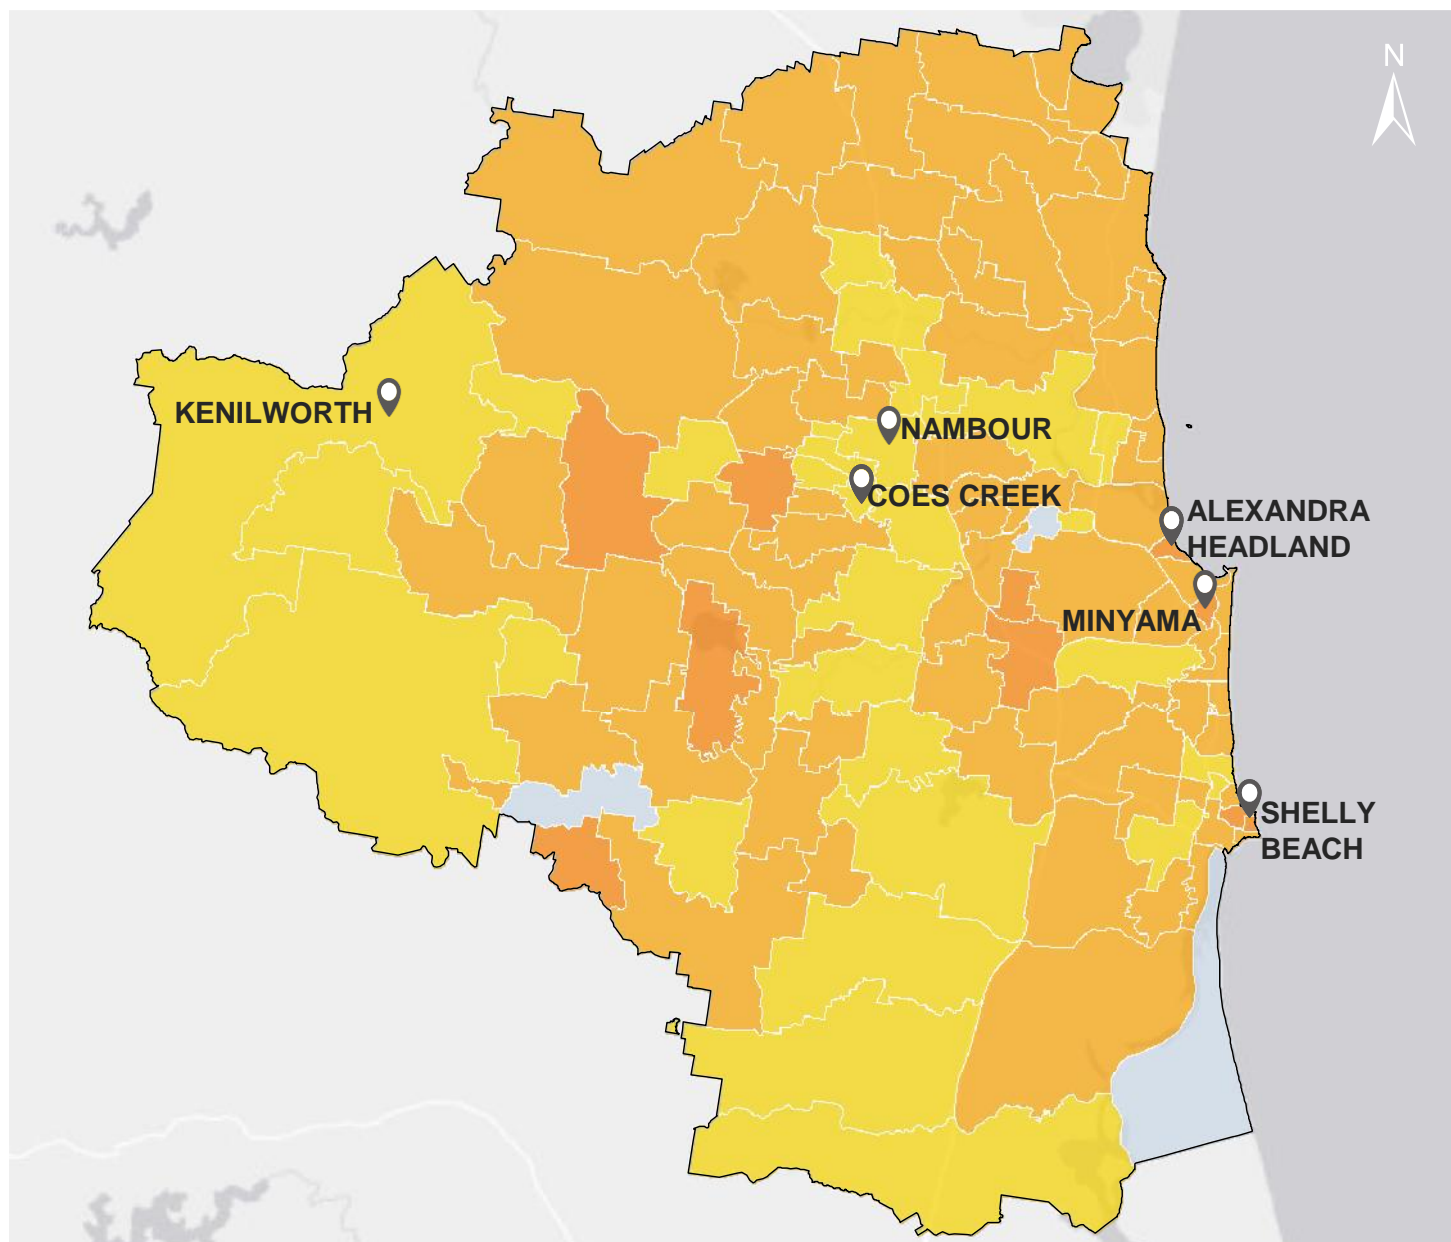 N
KENILWORTH
NAMBOUR
COES CREEK
ALEXANDRA
HEADLAND
MINYAMA
SHELLY
BEACH